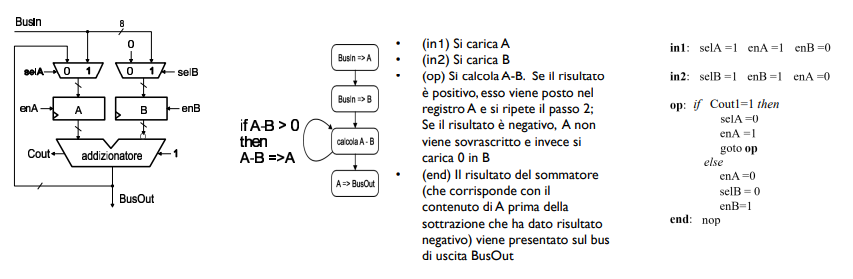 BusIn
8
0
selA
0 1
0 1
selB
enA
A
B
enB
Cout
addizionatore
1
BusOut
if A-B > 0
then
A-B =>A
BusIn => A
BusIn => B
calcola A - B
A => BusOut
• (in1) Si carica A
• (in2) Si carica B
• (op) Si calcola A-B. Se il risultato
è positivo, esso viene posto nel
registro A e si ripete il passo 2;
Se il risultato è negativo, A non
viene sovrascritto e invece si
carica 0 in B
• (end) Il risultato del sommatore
(che corrisponde con il
contenuto di A prima della
sottrazione che ha dato risultato
negativo) viene presentato sul bus
di uscita BusOut
in1: selA =1 enA =1 enB =0
in2: selB =1 enB =1 enA =0
op: if Cout1=1 then
selA =0
enA =1
goto op
else
enA =0
selB = 0
enB=1
end: nop